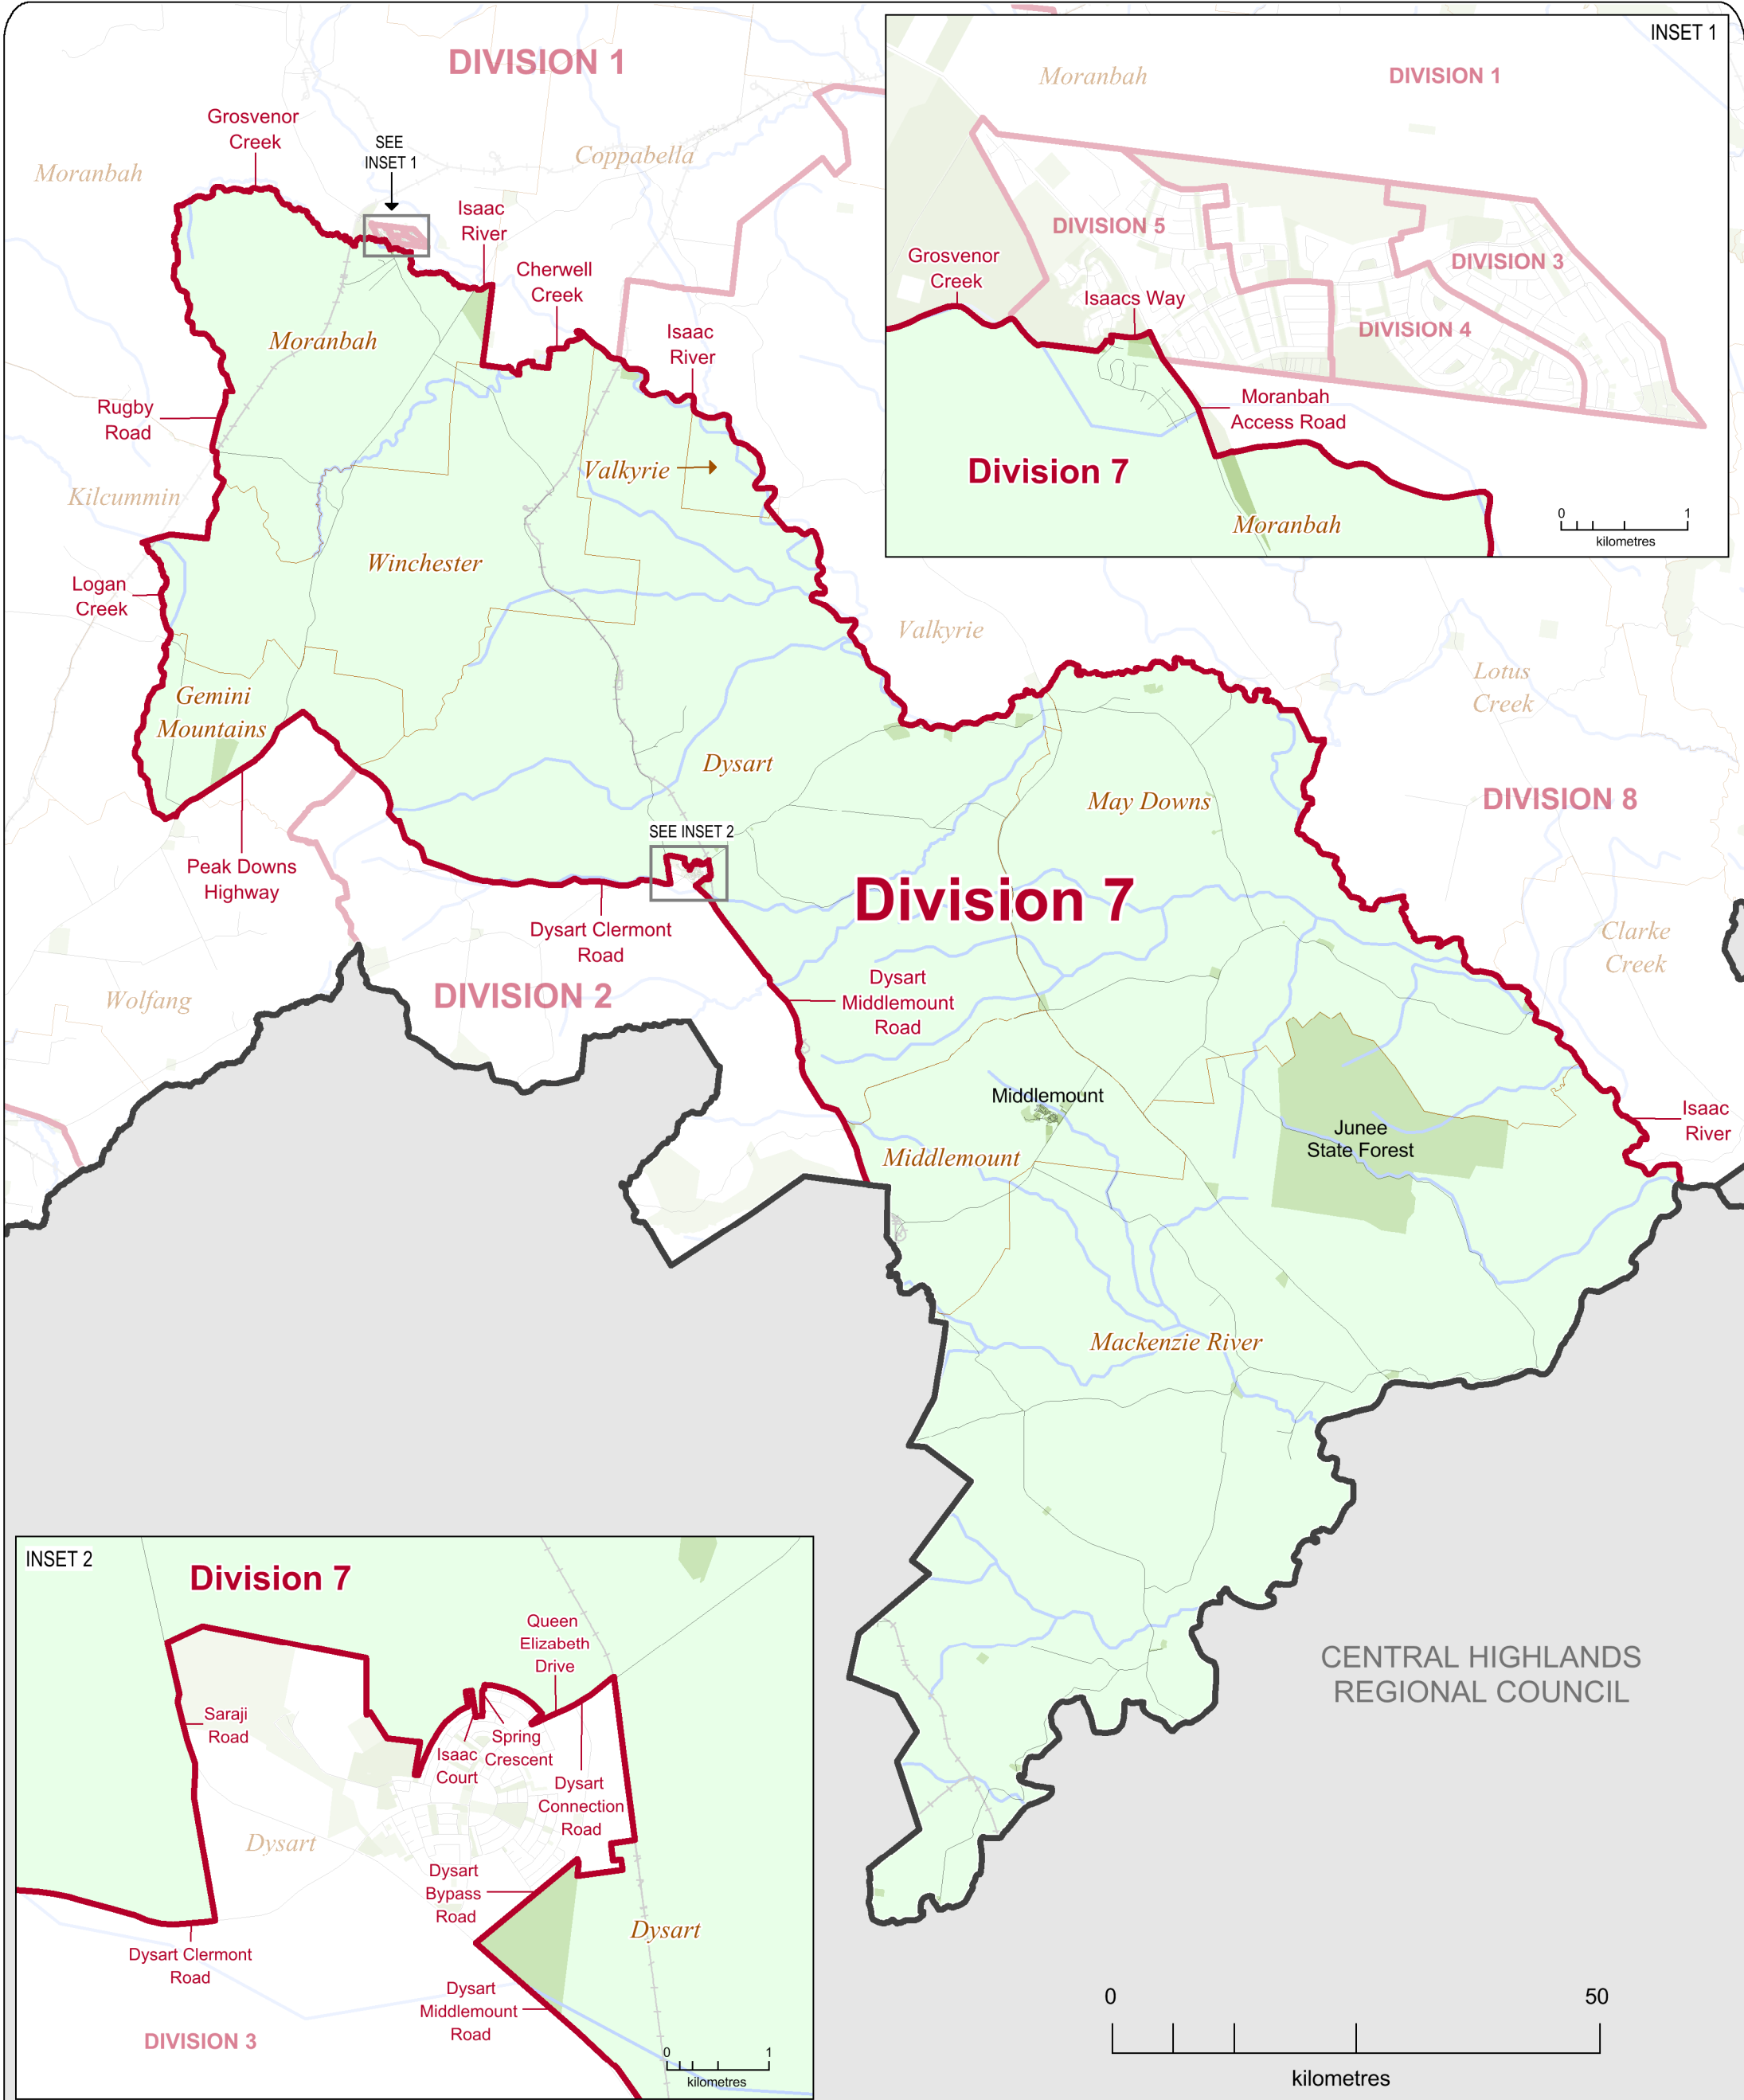 DIVISION 1
Grosvenor
Creek
SEE
INSET 1
Moranbah
Coppabella
Isaac
River
Cherwell
Creek
Isaac
River
Moranbah
Rugby
Road
Kilcummin
Valkyrie
Winchester
Logan
Creek
Valkyrie
Lotus
Creek
Gemini
Mountains
Dysart
May Downs
DIVISION 8
SEE INSET 2
Peak Downs
Highway
Division 7
Dysart Clermont
Road
Clarke
Creek
Wolfang
DIVISION 2
Dysart
Middlemount
Road
Middlemount
Junee
State Forest
Isaac
River
Middlemount
Mackenzie River
CENTRAL HIGHLANDS
REGIONAL COUNCIL
0 50
kilometres
INSET 1
Moranbah
DIVISION 1
DIVISION 5
DIVISION 3
Grosvenor
Creek
Isaacs Way
DIVISION 4
Moranbah
Access Road
Division 7
Moranbah
0 1
kilometres
INSET 2
Division 7
Queen
Elizabeth
Drive
Saraji
Road
Spring
Crescent
Isaac
Court
Dysart
Connection
Road
Dysart
Dysart
Bypass
Road
Dysart
Dysart Clermont
Road
Dysart
Middlemount
Road
DIVISION 3
0 1
kilometres